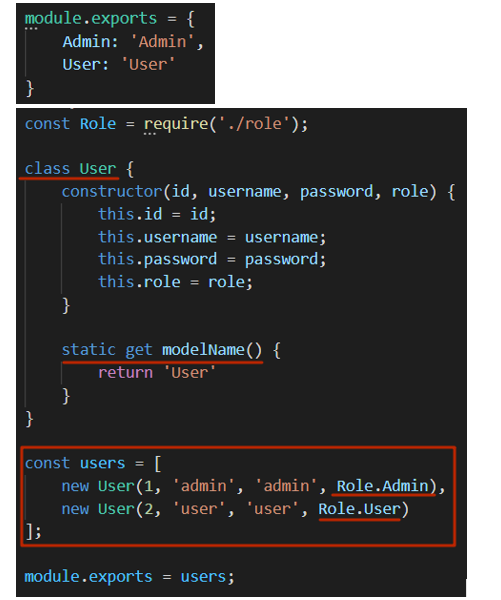 module.exports = {
    Admin: 'Admin',
    User: 'User'
}
const Role = require('./role');
class User {
    constructor(id, username, password, role) {
        this.id = id;
        this.username = username;
        this.password = password;
        this.role = role;
    }
    static get modelName() {
        return 'User'
    }
}
const users = [
    new User(1, 'admin', 'admin', Role.Admin),
    new User(2, 'user', 'user', Role.User)
];
module.exports = users;